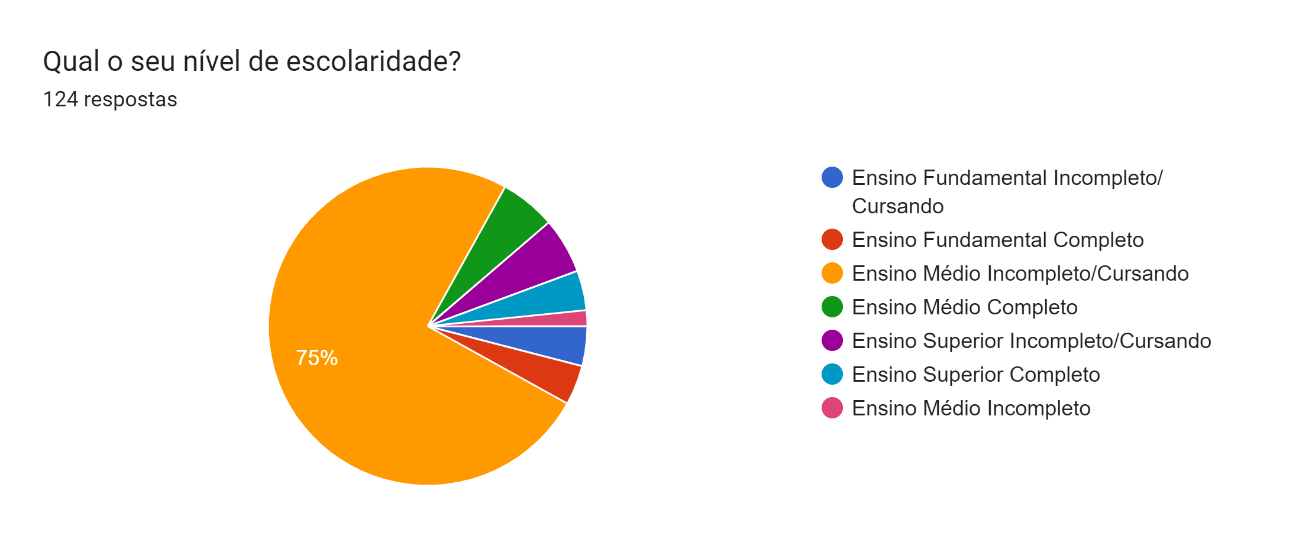 Qual o seu nível de escolaridade?
124 respostas
75%
Ensino Fundamental Incompleto/
Cursando
Ensino Fundamental Completo
Ensino Médio Incompleto/Cursando
Ensino Médio Completo
Ensino Superior Incompleto/Cursando
Ensino Superior Completo
Ensino Médio Incompleto